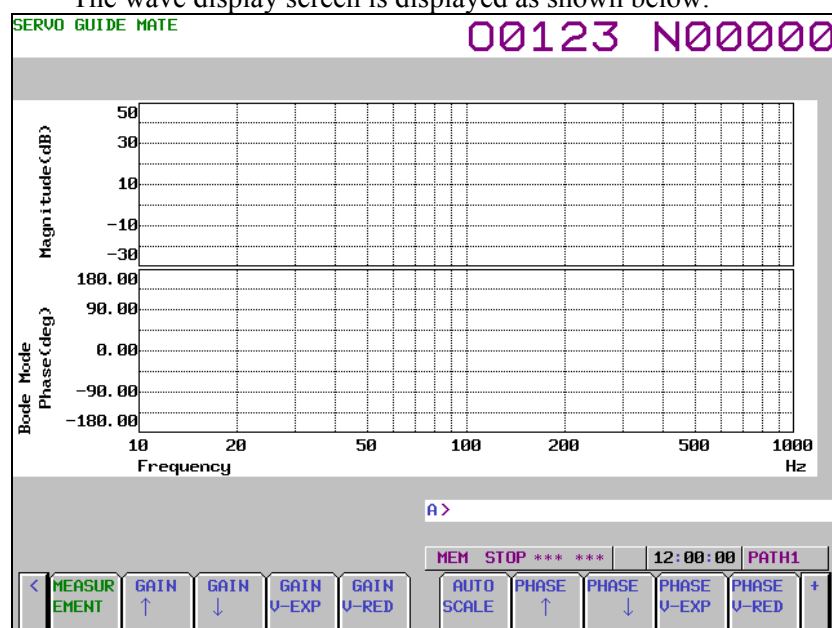 The wave display screen is displayed as shown below.
SERVO GUIDE MATE
O0123 N00000
50
30
10
-10
-30
Magnitude(dB)
180.00
90.00
0.00
-90.00
-180.00
Bode Mode
Phase(deg)
10 20 50 100 200 500 1000
Frequency Hz
A>
MEM STOP *** *** 12:00:00 PATH1
< MEASUREMENT GAIN ↑ GAIN ↓ GAIN V-EXP GAIN V-RED AUTO SCALE PHASE ↑ PHASE ↓ PHASE V-EXP PHASE V-RED +